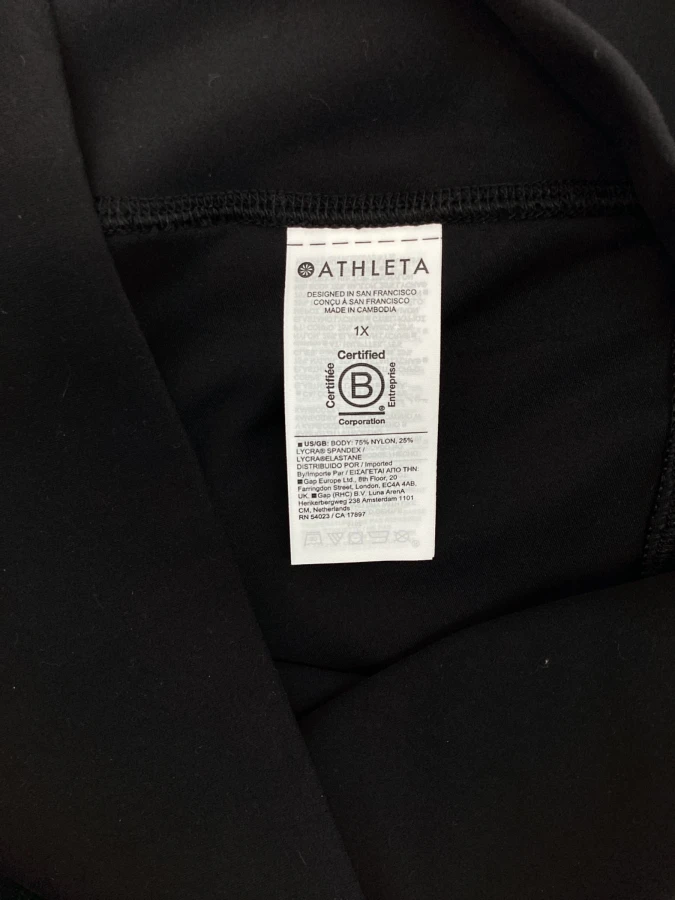 ATHLETA
DESIGNED IN SAN FRANCISCO
CONÇU À SAN FRANCISCO
MADE IN CAMBODIA
1X
Certified
Certifiée
B
Entreprise
®
Corporation
US/GB: BODY: 75% NYLON, 25%
LYCRA® SPANDEX /
LYCRA®ELASTANE
DISTRIBUIDO POR / Imported
By/Importe Par / ΕΙΣΑΓΕΤΑΙ ΑΠΟ ΤΗΝ:
Gap Europe Ltd., 8th Floor, 20
Farringdon Street, London, EC4A 4AB,
UK. Gap (RHC) B.V. Luna ArenA
Herikerbergweg 238 Amsterdam 1101
CM, Netherlands
RN 54023 / CA 17897